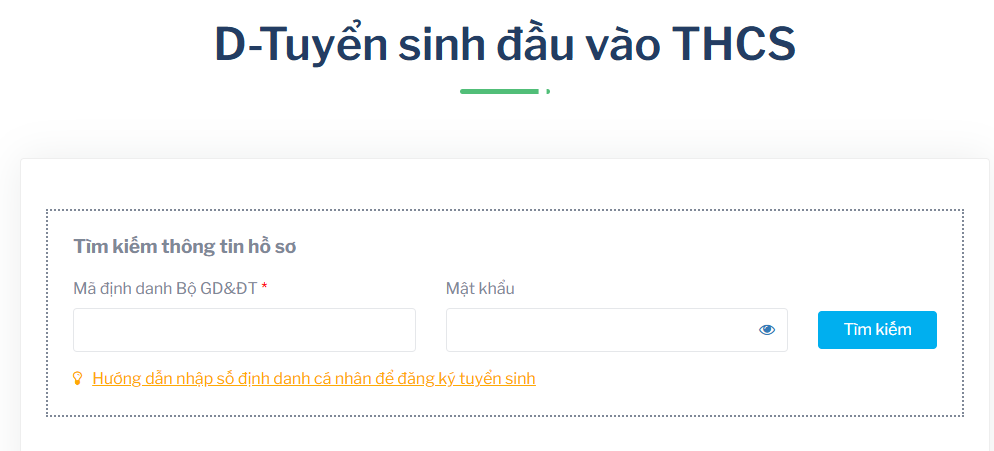 D-Tuyển sinh đầu vào THCS
Tìm kiếm thông tin hồ sơ
Mã định danh Bộ GD&ĐT *
Mật khẩu
Tìm kiếm
Hướng dẫn nhập số định danh cá nhân để đăng ký tuyển sinh